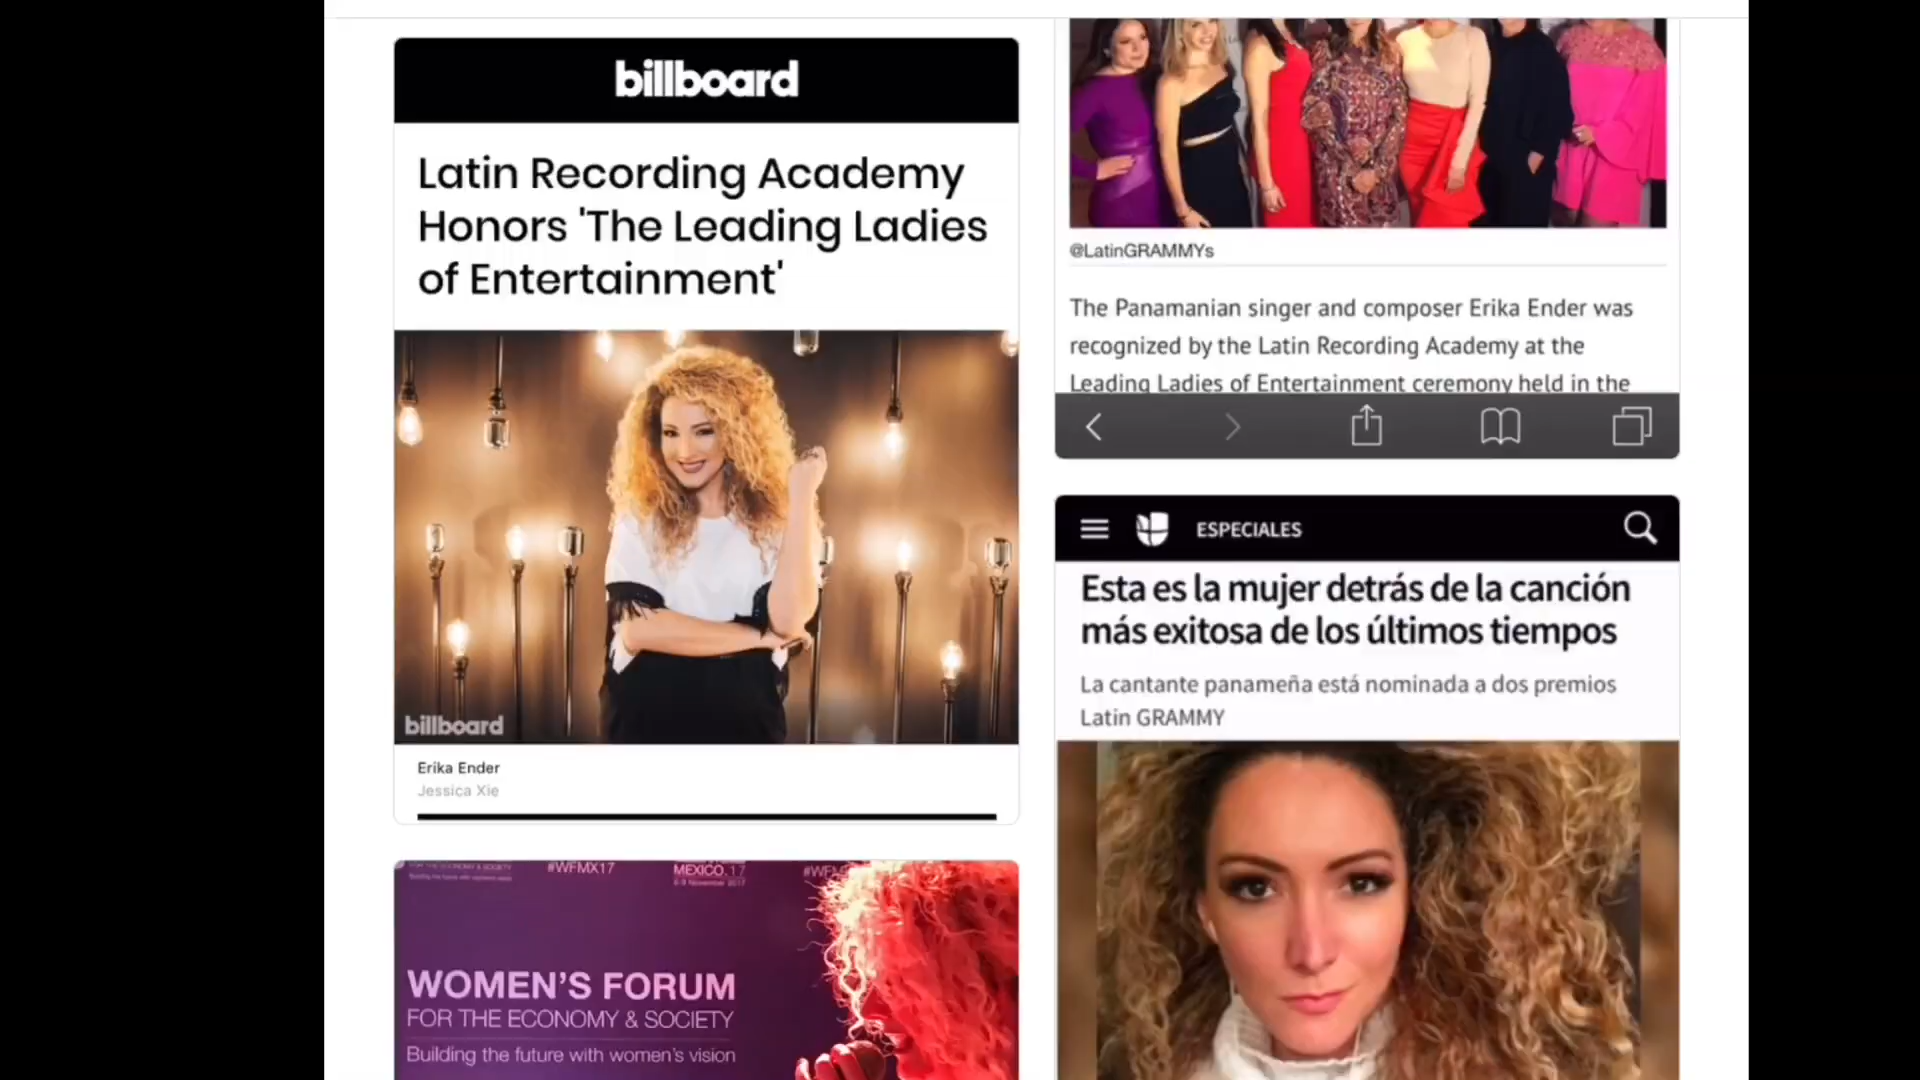 billboard
Latin Recording Academy
Honors 'The Leading Ladies
of Entertainment'
billboard
Erika Ender
Jessica Xie
#WFMX17
MEXICO.17
WOMEN'S FORUM
FOR THE ECONOMY & SOCIETY
Building the future with women's vision
@LatinGRAMMYs
The Panamanian singer and composer Erika Ender was
recognized by the Latin Recording Academy at the
Leading Ladies of Entertainment ceremony held in the
ESPECIALES
Esta es la mujer detrás de la canción
más exitosa de los últimos tiempos
La cantante panameña está nominada a dos premios
Latin GRAMMY